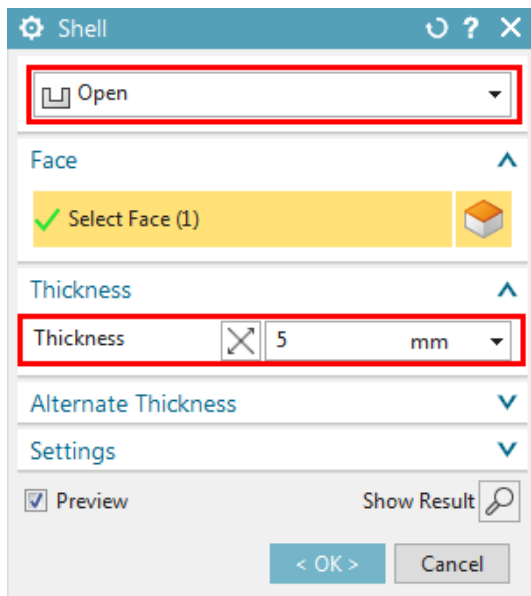 Shell
Open
Face
Select Face (1)
Thickness
Thickness 5 mm
Alternate Thickness
Settings
Preview Show Result
< OK > Cancel